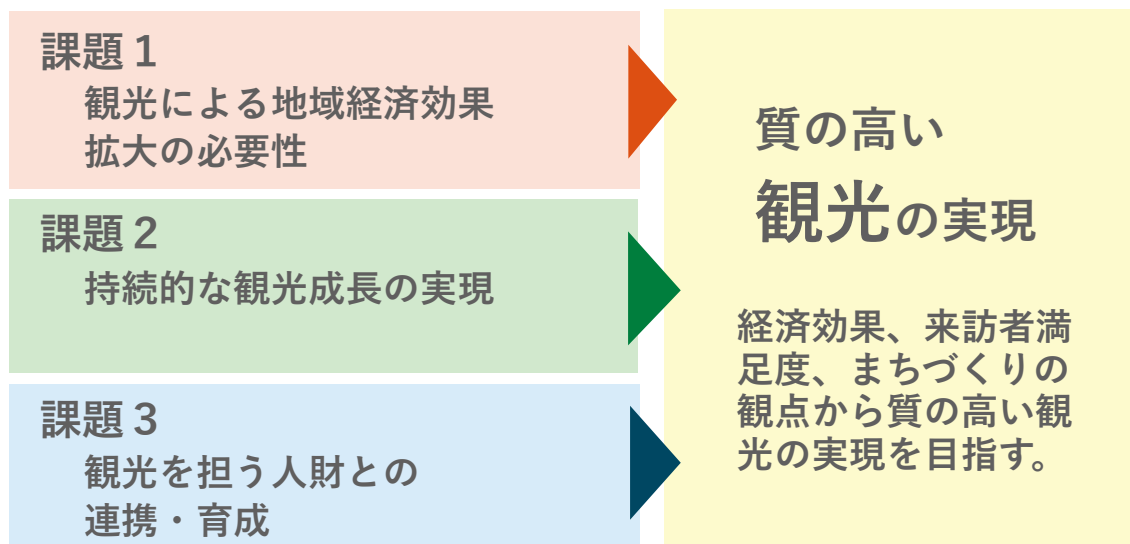 課題１
観光による地域経済効果
拡大の必要性
課題２
持続的な観光成長の実現
課題３
観光を担う人財との
連携・育成
質の高い
観光の実現
経済効果、来訪者満
足度、まちづくりの
観点から質の高い観
光の実現を目指す。